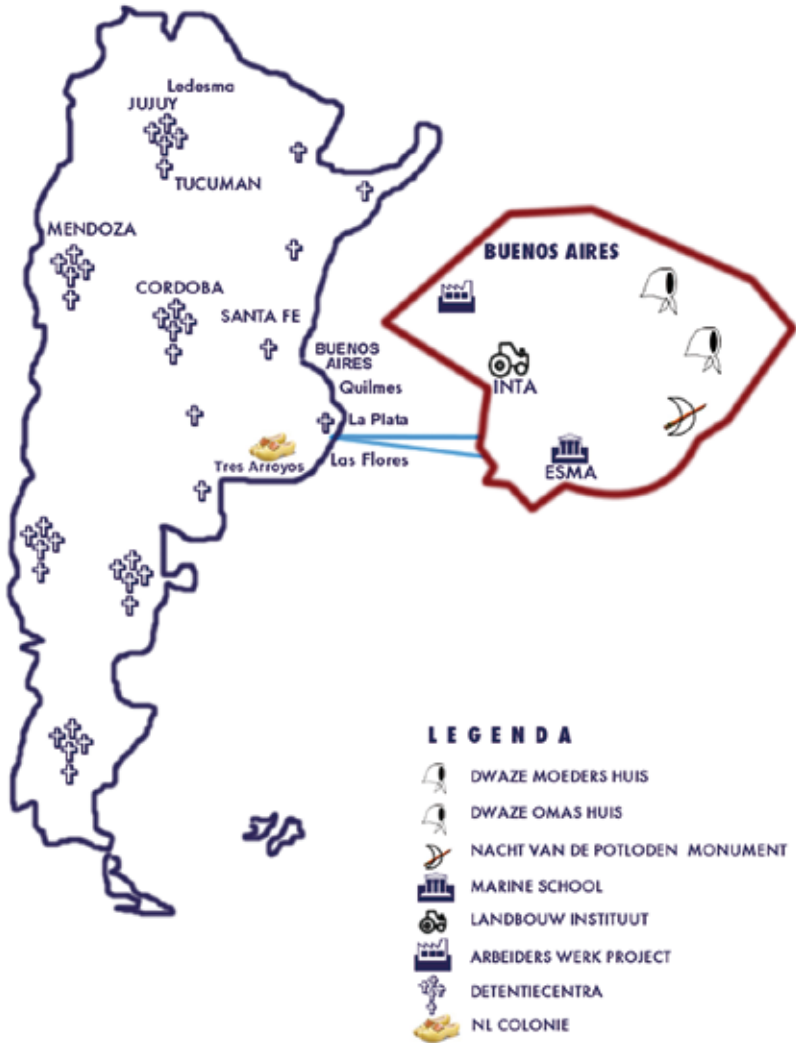 Ledesma
JUJUY
TUCUMAN
MENDOZA
CORDOBA
SANTA FE
BUENOS
AIRES
Quilmes
La Plata
Las Flores
Tres Arroyos
BUENOS AIRES
INTA
ESMA
LEGENDA
DWAZE MOEDERS HUIS
DWAZE OMAS HUIS
NACHT VAN DE POTLODEN MONUMENT
MARINE SCHOOL
LANDBOUW INSTITUUT
ARBEIDERS WERK PROJECT
DETENTIECENTRA
NL COLONIE